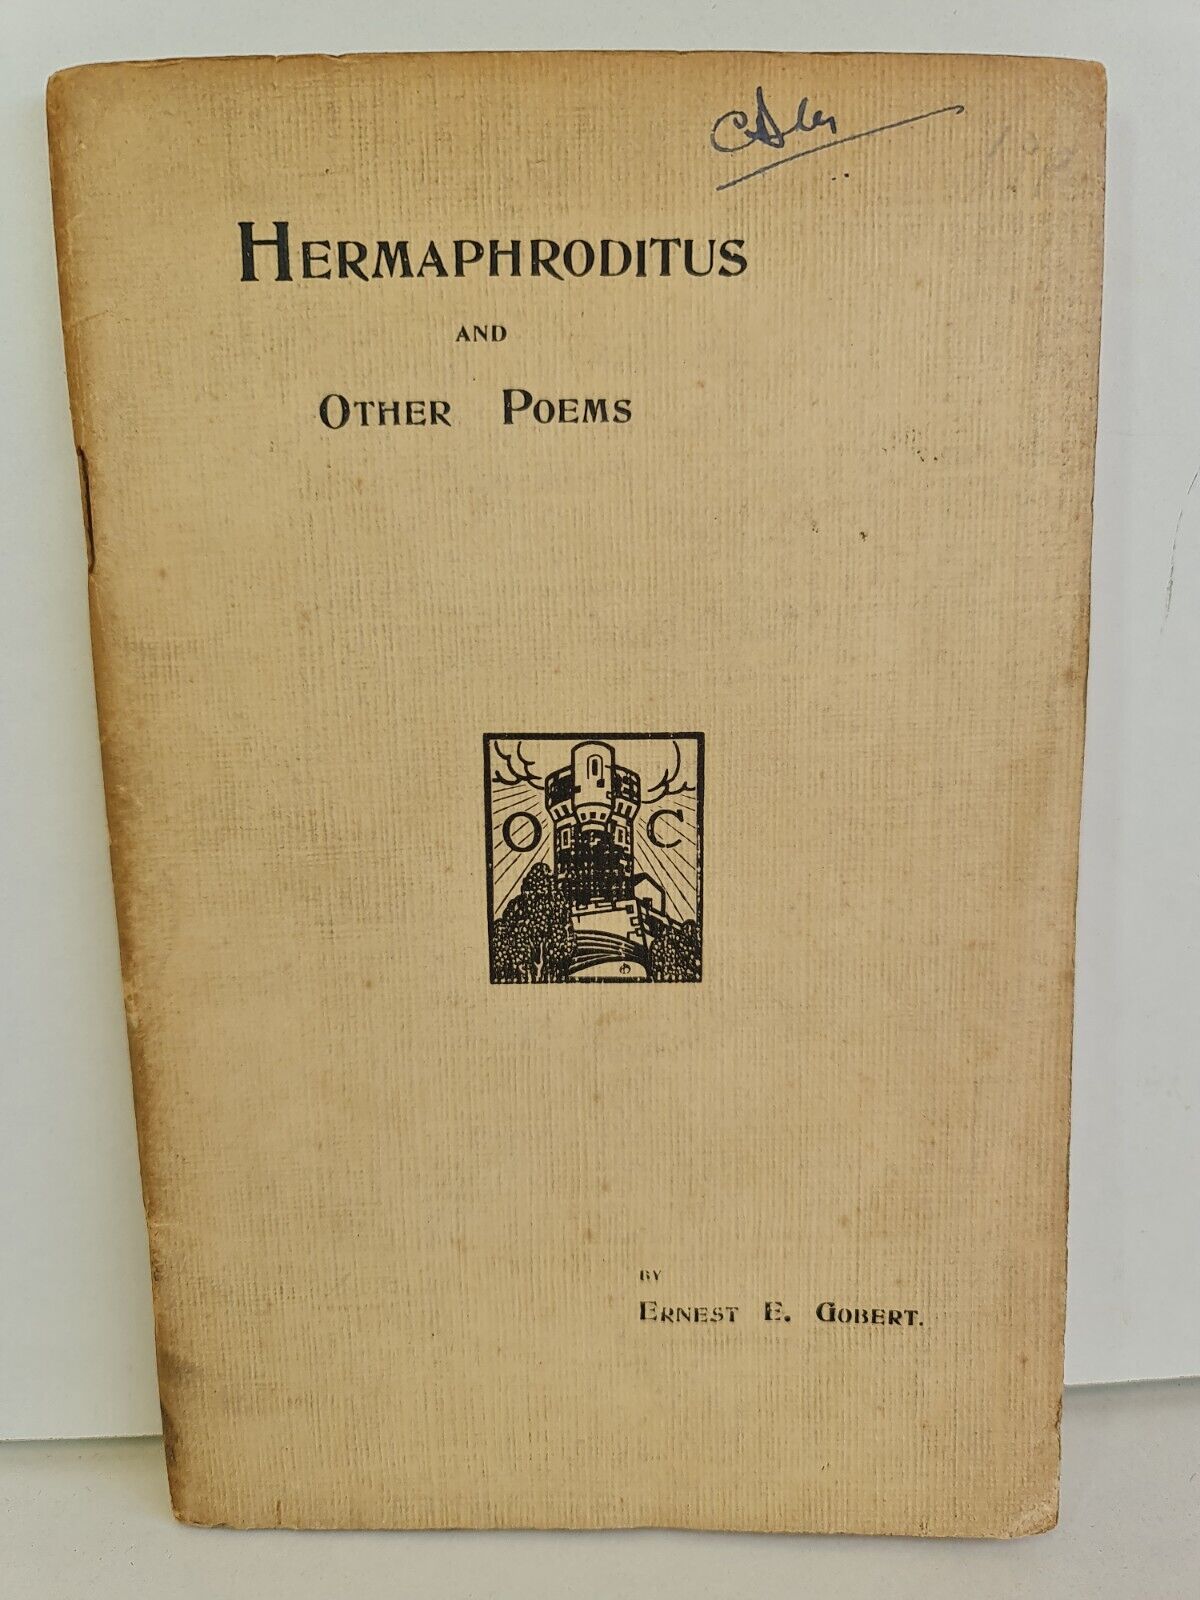 HERMAPHRODITUS
AND
OTHER POEMS
O C
BY
ERNEST E. GOBERT.